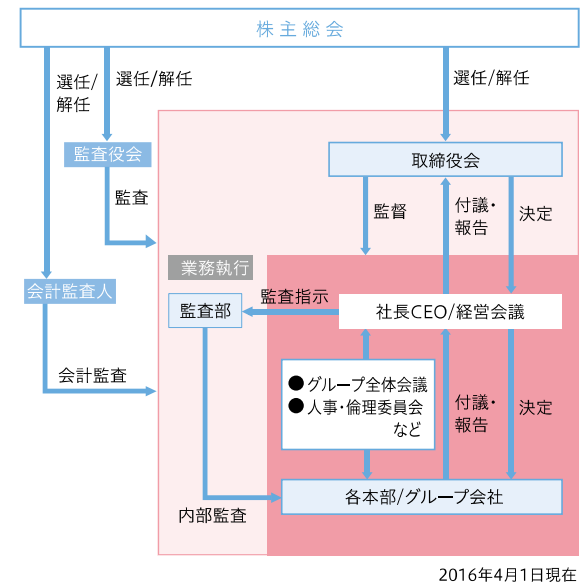 株主総会
選任/
解任
選任/解任
選任/解任
監査役会
取締役会
監査
監督
付議・
報告
決定
業務執行
会計監査人
監査指示
監査部
社長CEO/経営会議
会計監査
●グループ全体会議
●人事・倫理委員会
など
付議・
報告
決定
各本部/グループ会社
内部監査
2016年4月1日現在